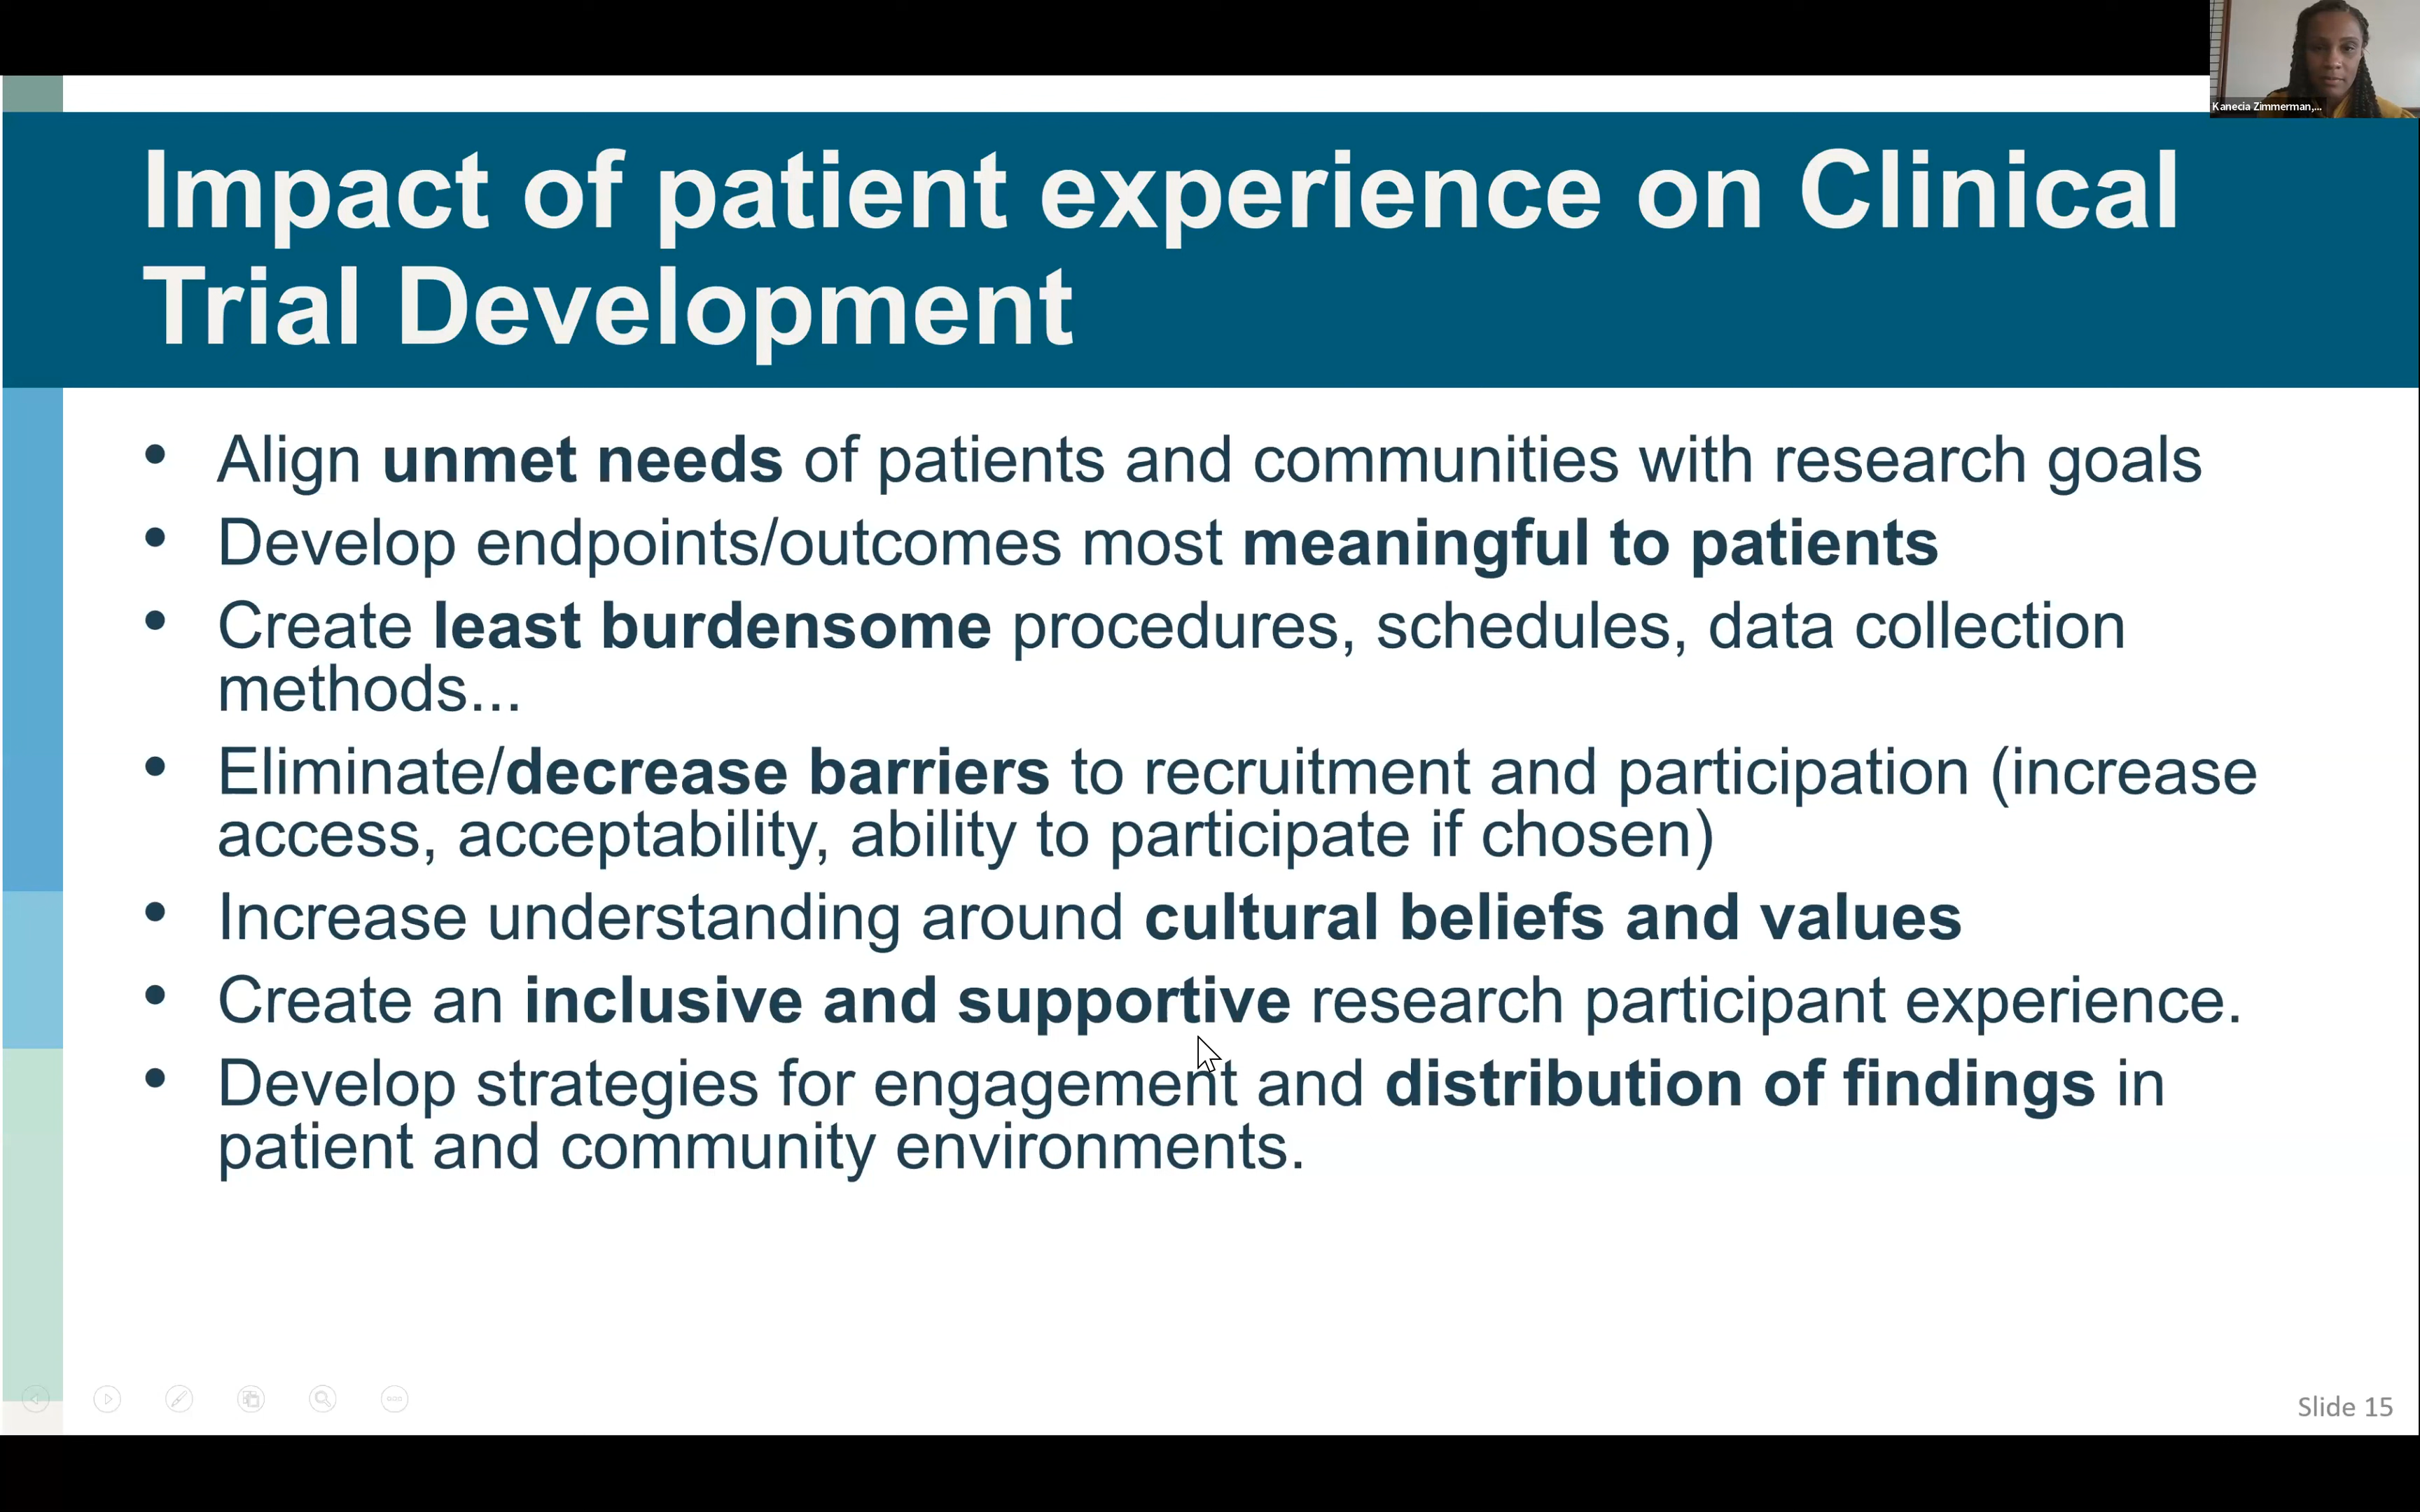 Kanecia Zimmerman,...
Impact of patient experience on Clinical
Trial Development
• Align unmet needs of patients and communities with research goals
• Develop endpoints/outcomes most meaningful to patients
• Create least burdensome procedures, schedules, data collection
methods...
• Eliminate/decrease barriers to recruitment and participation (increase
access, acceptability, ability to participate if chosen)
• Increase understanding around cultural beliefs and values
• Create an inclusive and supportive research participant experience.
• Develop strategies for engagement and distribution of findings in
patient and community environments.
Slide 15